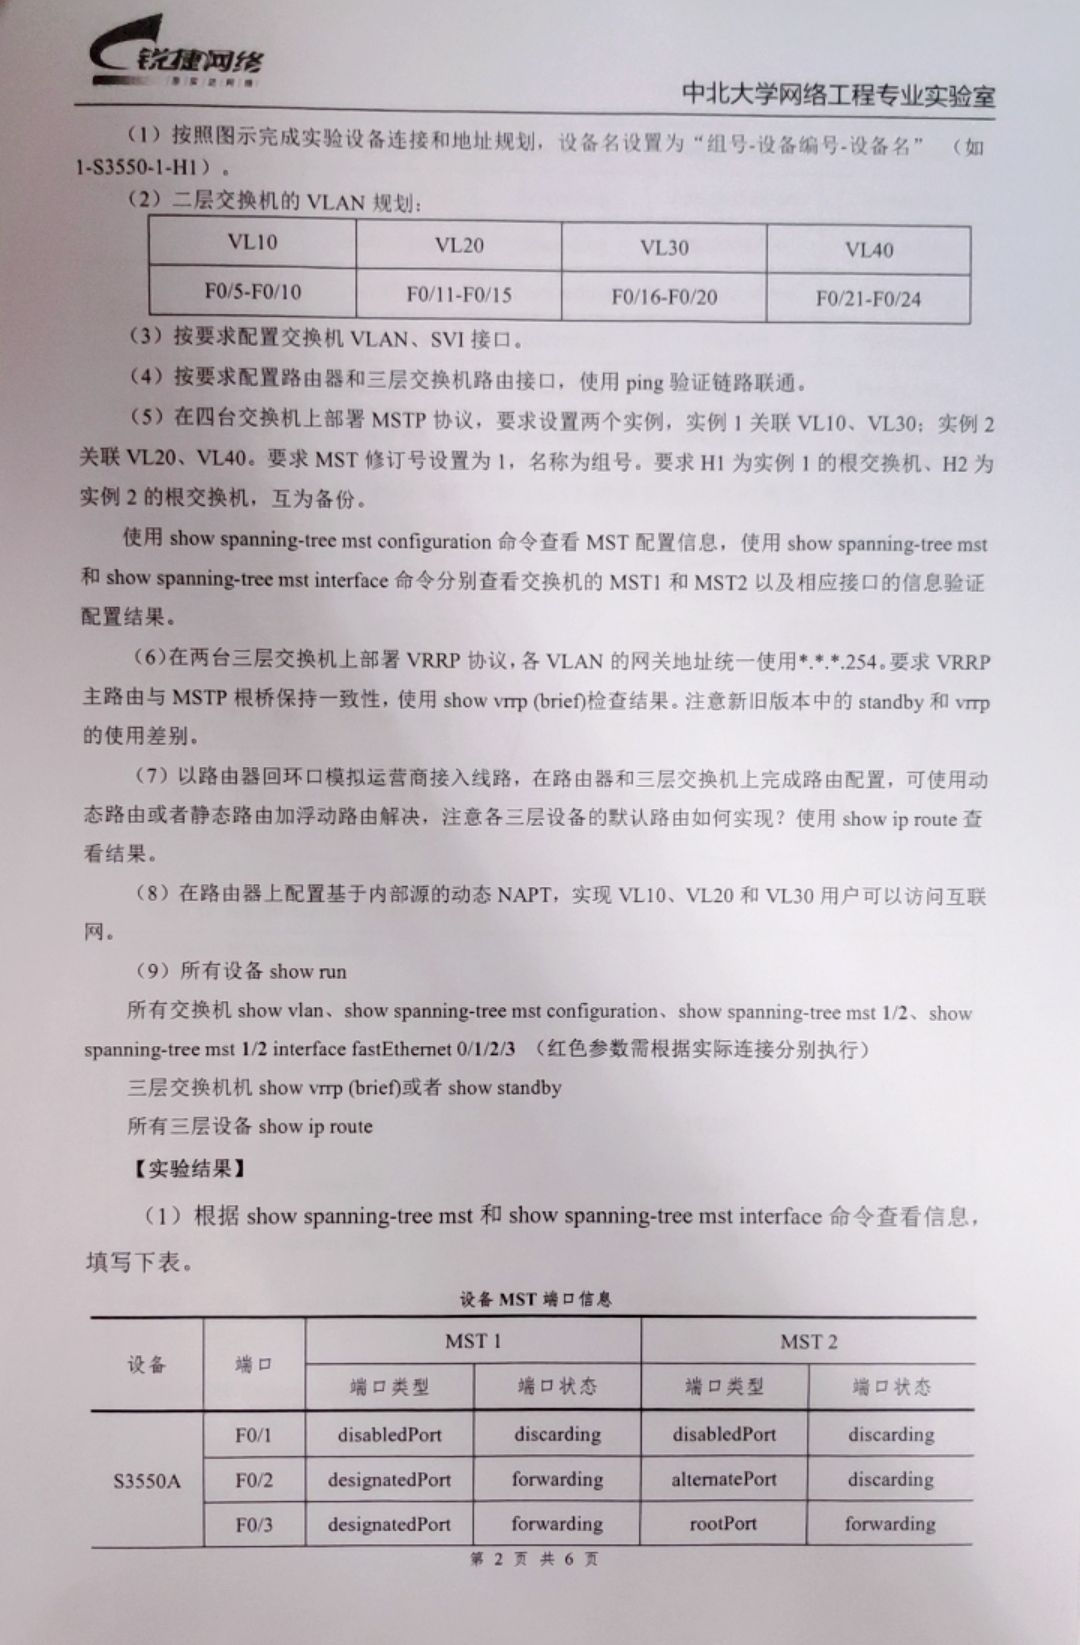 锐捷网络
中北大学网络工程专业实验室
（1）按照图示完成实验设备连接和地址规划，设备名设置为“组号-设备编号-设备名”（如
1-S3550-1-H1）。
（2）二层交换机的 VLAN 规划：
VL10 VL20 VL30 VL40
F0/5-F0/10 F0/11-F0/15 F0/16-F0/20 F0/21-F0/24
（3）按要求配置交换机 VLAN、SVI 接口。
（4）按要求配置路由器和三层交换机路由接口，使用 ping 验证链路联通。
（5）在四台交换机上部署 MSTP 协议，要求设置两个实例，实例 1 关联 VL10、VL30；实例 2
关联 VL20、VL40。要求 MST 修订号设置为 1，名称为组号。要求 H1 为实例 1 的根交换机、H2 为
实例 2 的根交换机，互为备份。
使用 show spanning-tree mst configuration 命令查看 MST 配置信息，使用 show spanning-tree mst
和 show spanning-tree mst interface 命令分别查看交换机的 MST1 和 MST2 以及相应接口的信息验证
配置结果。
（6）在两台三层交换机上部署 VRRP 协议，各 VLAN 的网关地址统一使用*.*.*.254。要求 VRRP
主路由与 MSTP 根桥保持一致性，使用 show vrrp (brief)检查结果。注意新旧版本中的 standby 和 vrrp
的使用差别。
（7）以路由器回环口模拟运营商接入线路，在路由器和三层交换机上完成路由配置，可使用动
态路由或者静态路由加浮动路由解决，注意各三层设备的默认路由如何实现？使用 show ip route 查
看结果。
（8）在路由器上配置基于内部源的动态 NAPT，实现 VL10、VL20 和 VL30 用户可以访问互联
网。
（9）所有设备 show run
所有交换机 show vlan、show spanning-tree mst configuration、show spanning-tree mst 1/2、show
spanning-tree mst 1/2 interface fastEthernet 0/1/2/3 （红色参数需根据实际连接分别执行）
三层交换机机 show vrrp (brief)或者 show standby
所有三层设备 show ip route
【实验结果】
（1）根据 show spanning-tree mst 和 show spanning-tree mst interface 命令查看信息，
填写下表。
设备 MST 端口信息
设备 端口 MST 1 MST 2
端口类型 端口状态 端口类型 端口状态
S3550A F0/1 disabledPort discarding disabledPort discarding
F0/2 designatedPort forwarding alternatePort discarding
F0/3 designatedPort forwarding rootPort forwarding
第 2 页 共 6 页